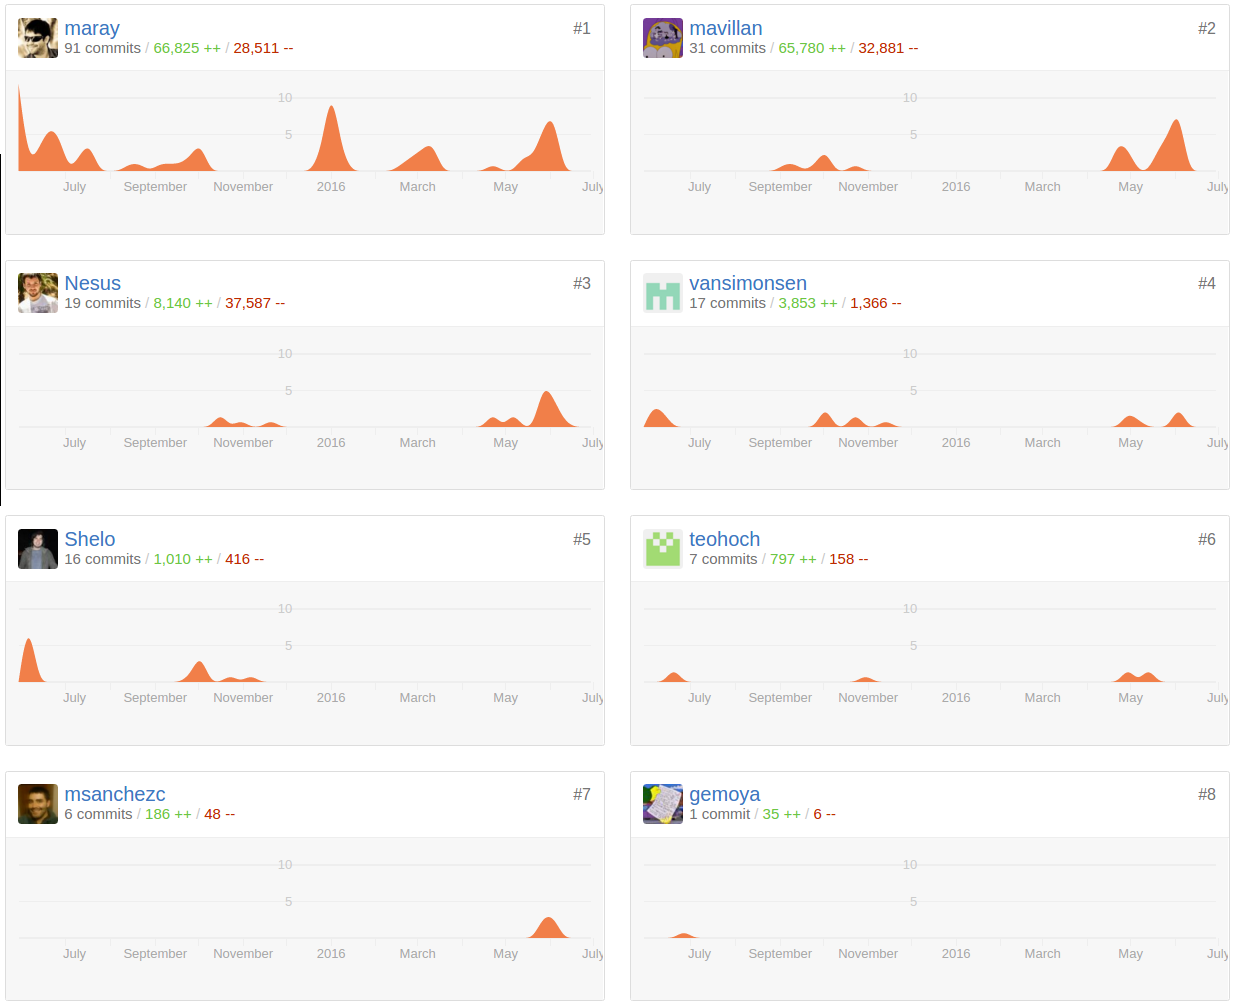 maray #1
91 commits / 66,825 ++ / 28,511 --
10
5
July September November 2016 March May July
mavillan #2
31 commits / 65,780 ++ / 32,881 --
10
5
July September November 2016 March May July
Nesus #3
19 commits / 8,140 ++ / 37,587 --
10
5
July September November 2016 March May July
vansimonsen #4
17 commits / 3,853 ++ / 1,366 --
10
5
July September November 2016 March May July
Shelo #5
16 commits / 1,010 ++ / 416 --
10
5
July September November 2016 March May July
teohoch #6
7 commits / 797 ++ / 158 --
10
5
July September November 2016 March May July
msanchezc #7
6 commits / 186 ++ / 48 --
10
5
July September November 2016 March May July
gemoya #8
1 commit / 35 ++ / 6 --
10
5
July September November 2016 March May July